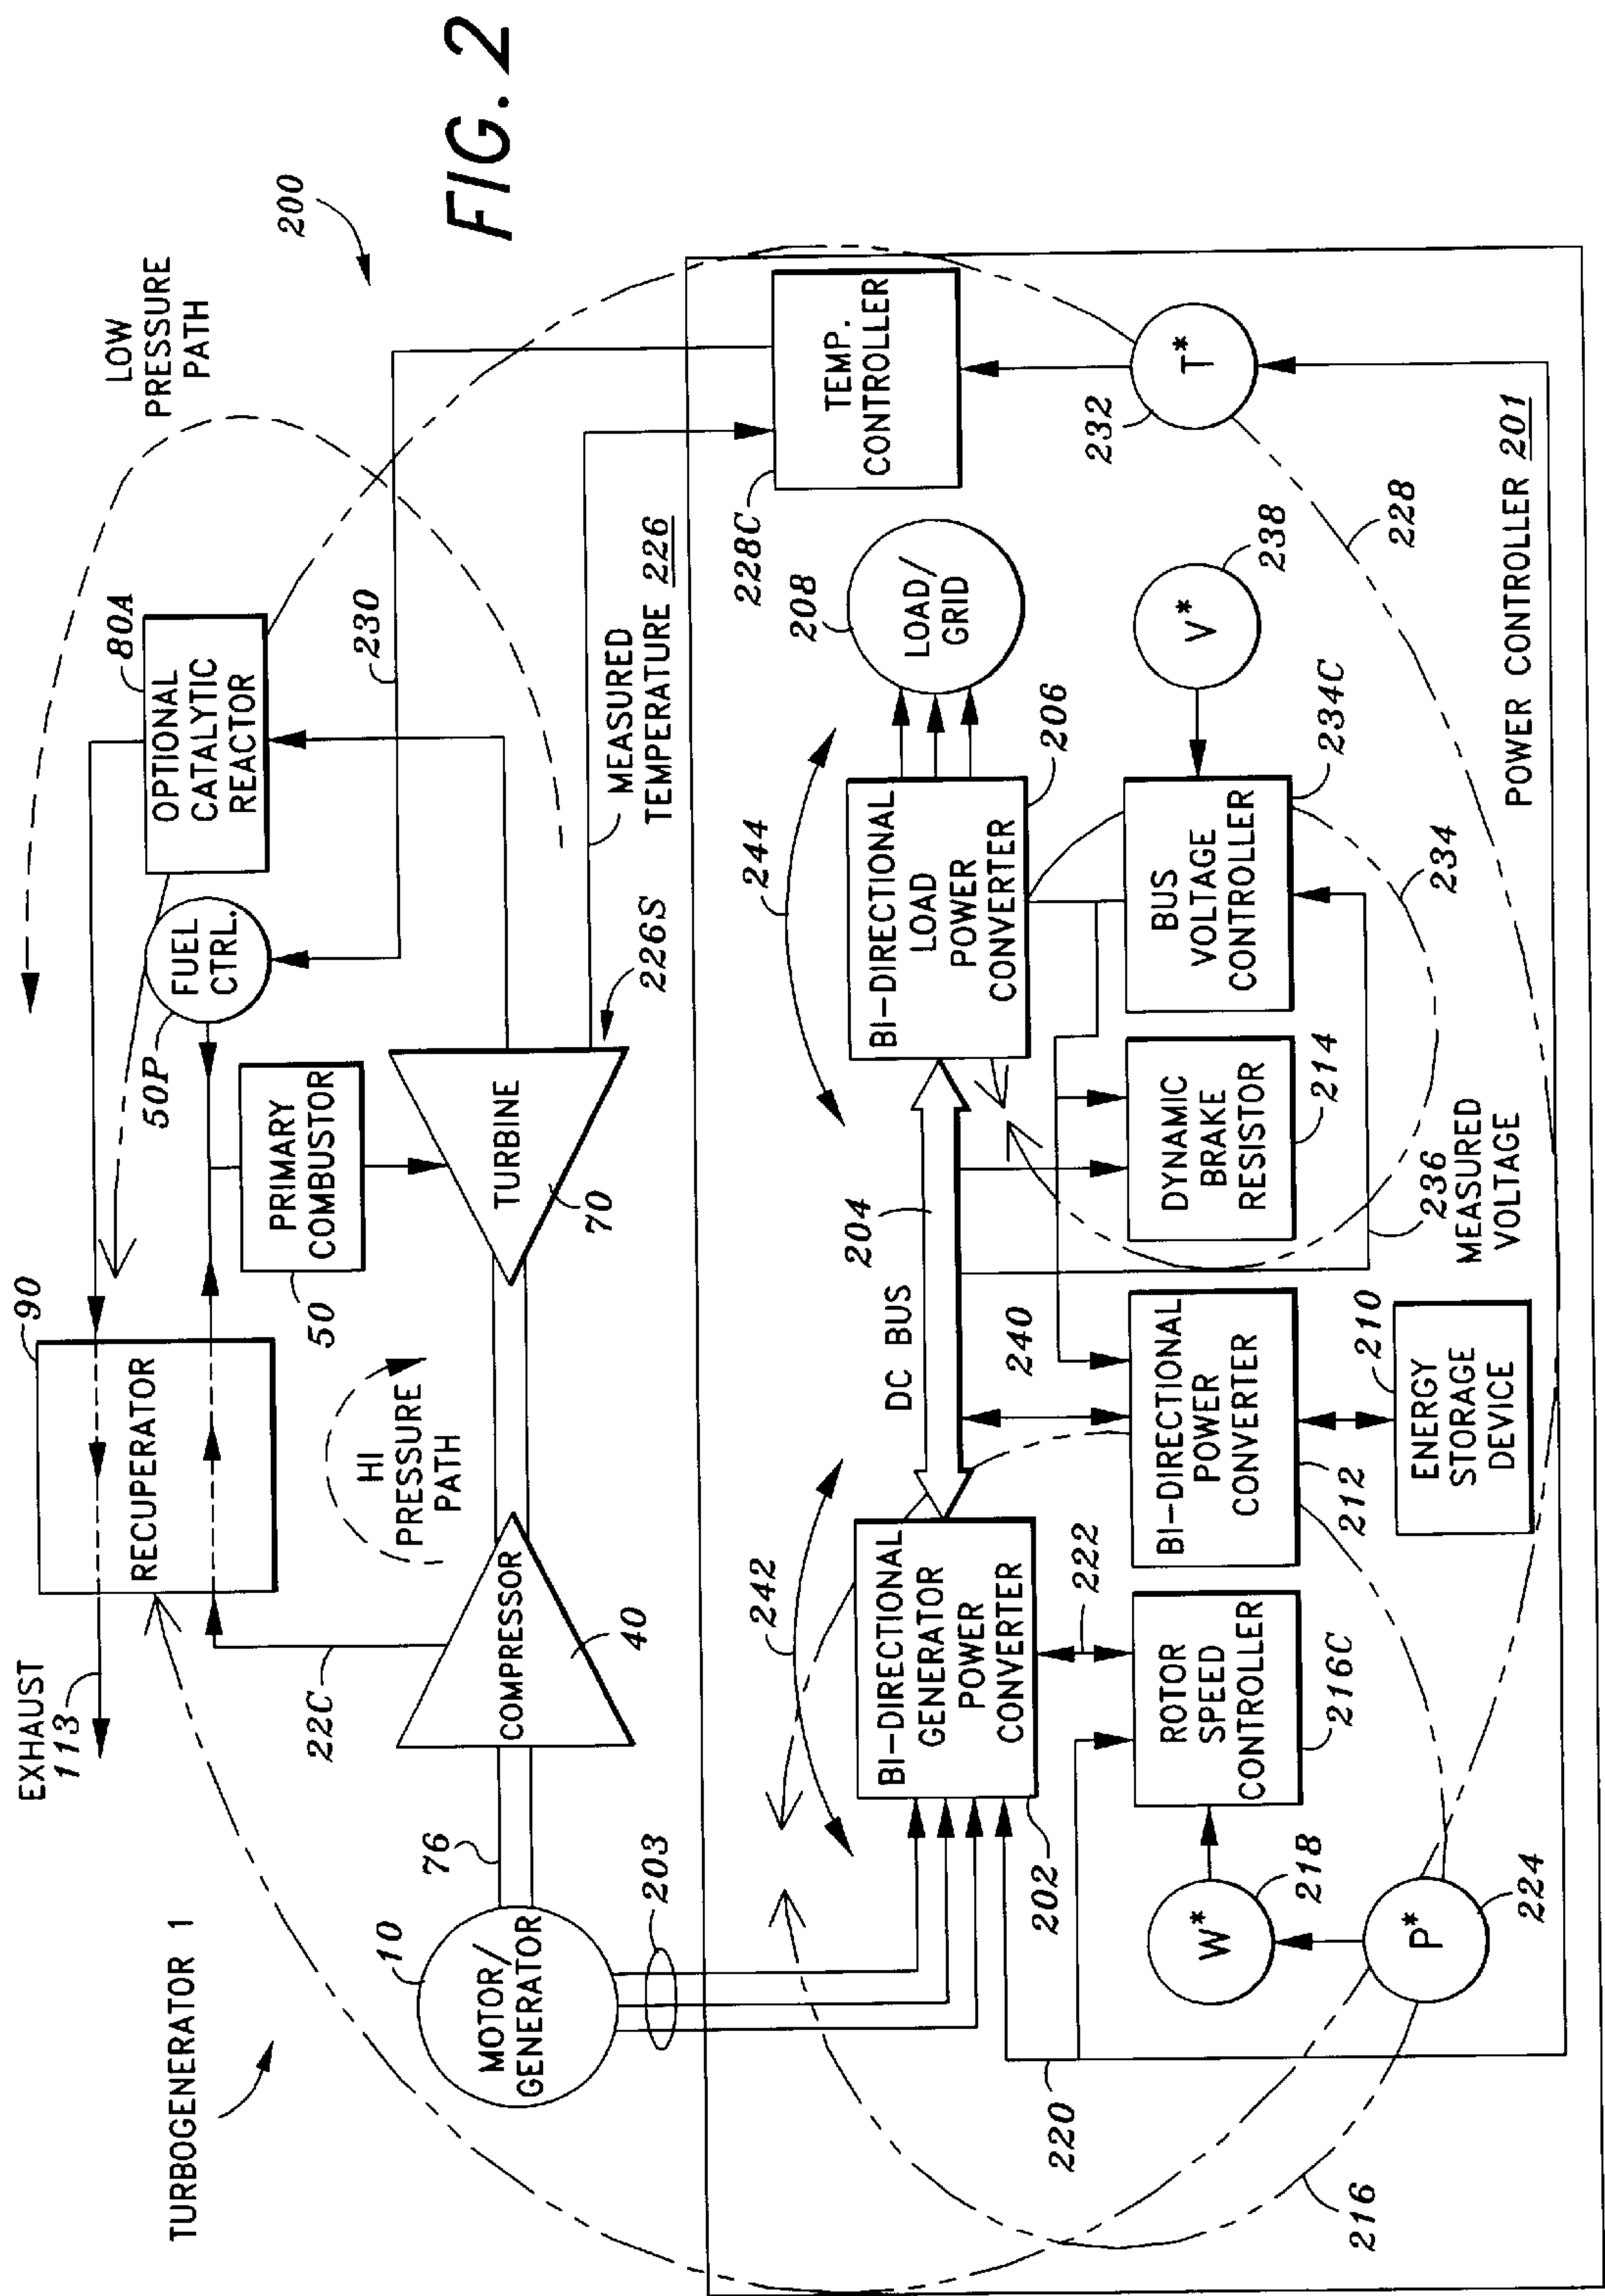 FIG. 2
200
TURBOGENERATOR 1
EXHAUST
113
90
RECUPERATOR
22C
HI
PRESSURE
PATH
LOW
PRESSURE
PATH
80A
OPTIONAL
CATALYTIC
REACTOR
FUEL
CTRL.
50P
230
PRIMARY
COMBUSTOR
50
10
MOTOR/
GENERATOR
76
COMPRESSOR
40
TURBINE
70
226S
MEASURED
TEMPERATURE 226
203
242
BI-DIRECTIONAL
GENERATOR
POWER
CONVERTER
202
DC BUS
204
244
BI-DIRECTIONAL
LOAD
POWER
CONVERTER
206
208
LOAD/
GRID
228C
TEMP.
CONTROLLER
220
W*
218
222
ROTOR
SPEED
CONTROLLER
216C
240
BI-DIRECTIONAL
POWER
CONVERTER
212
DYNAMIC
BRAKE
RESISTOR
214
BUS
VOLTAGE
CONTROLLER
234C
V*
238
232
T*
216
P*
224
210
ENERGY
STORAGE
DEVICE
236
MEASURED
VOLTAGE
234
228
POWER CONTROLLER 201